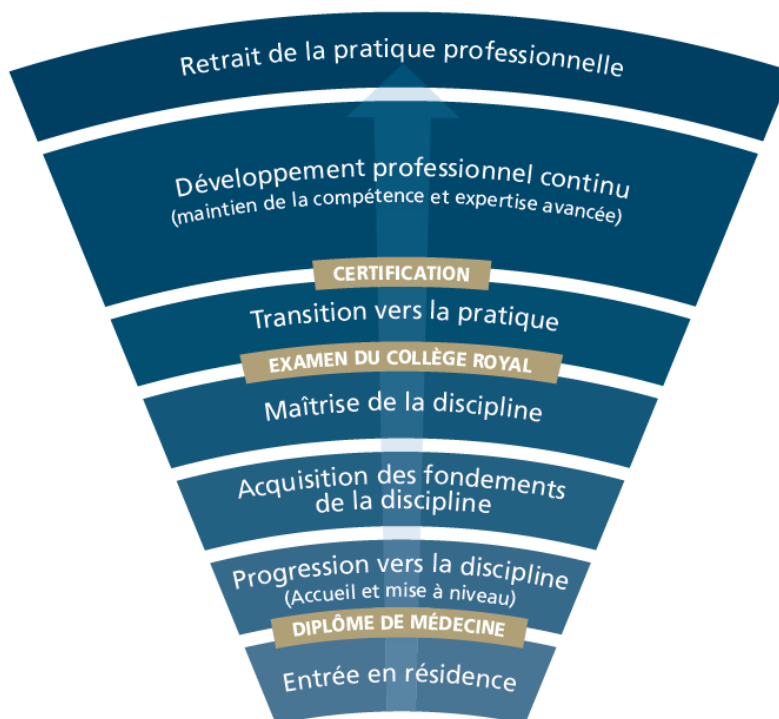 Retrait de la pratique professionnelle
Développement professionnel continu
(maintien de la compétence et expertise avancée)
CERTIFICATION
Transition vers la pratique
EXAMEN DU COLLÈGE ROYAL
Maîtrise de la discipline
Acquisition des fondements
de la discipline
Progression vers la discipline
(Accueil et mise à niveau)
DIPLÔME DE MÉDECINE
Entrée en résidence